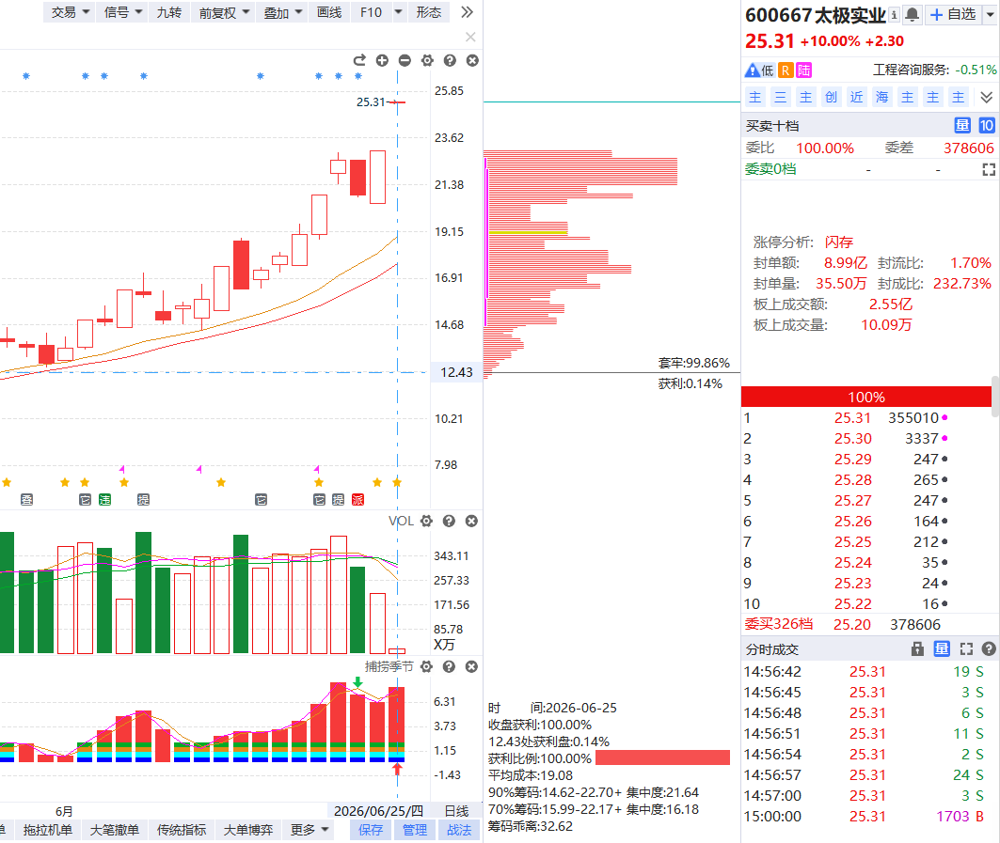 交易 信号 九转 前复权 叠加 画线 F10 形态
25.31
25.85
23.62
21.38
19.15
16.91
14.68
12.43
10.21
7.98
叠 它 违 提 它 它 提 派
VOL
343.11
257.33
171.56
85.78
X万
捕捞季节
6.31
3.73
1.15
-1.43
6月 2026/06/25/四 日线
单 拖拉机单 大笔撤单 传统指标 大单博弈 更多 保存 管理 战法
套牢:99.86%
获利:0.14%
时 间:2026-06-25
收盘获利:100.00%
12.43处获利盘:0.14%
获利比例:100.00%
平均成本:19.08
90%筹码:14.62-22.70+ 集中度:21.64
70%筹码:15.99-22.17+ 集中度:16.18
筹码乖离:32.62
600667 太极实业 自选
25.31 +10.00% +2.30
低 R 陆 工程咨询服务: -0.51%
主 三 主 创 近 海 主 主 主
买卖十档 量 10
委比 100.00% 委差 378606
委卖0档 - -
涨停分析: 闪存
封单额: 8.99亿 封流比: 1.70%
封单量: 35.50万 封成比: 232.73%
板上成交额: 2.55亿
板上成交量: 10.09万
100%
1 25.31 355010
2 25.30 3337
3 25.29 247
4 25.28 265
5 25.27 247
6 25.26 164
7 25.25 212
8 25.24 35
9 25.23 24
10 25.22 16
委买326档 25.20 378606
分时成交 量
14:56:42 25.31 19 S
14:56:45 25.31 3 S
14:56:48 25.31 6 S
14:56:51 25.31 11 S
14:56:54 25.31 2 S
14:56:57 25.31 24 S
14:57:00 25.31 3 S
15:00:00 25.31 1703 B